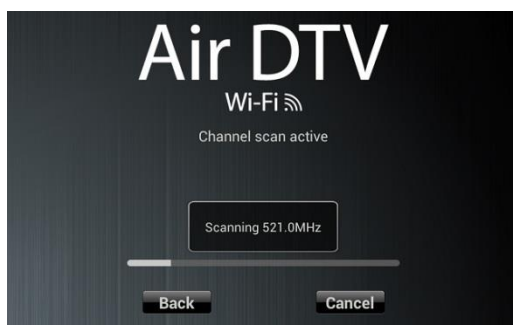 Air DTV
Wi-Fi
Channel scan active
Scanning 521.0MHz
Back Cancel